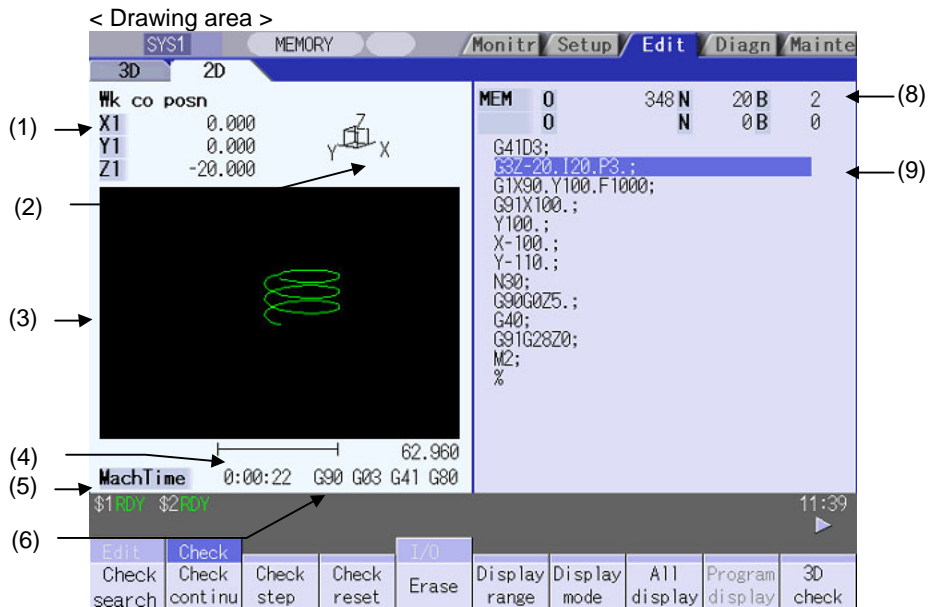 < Drawing area >
SYS1 MEMORY Monitr Setup Edit Diagn Mainte
3D 2D
Wk co posn
MEM O 348 N 20 B 2 (8)
O N 0 B 0
(1) X1 0.000
Y1 0.000
Z1 -20.000
Z
Y X
(2)
G41D3;
G3Z-20.I20.P3.; (9)
G1X90.Y100.F1000;
G91X100.;
Y100.;
X-100.;
Y-110.;
N30;
G90G0Z5.;
G40;
G91G28Z0;
M2;
%
(3)
(4) 62.960
(5) MachTime 0:00:22 G90 G03 G41 G80
$1 RDY $2 RDY 11:39
(6)
Edit Check I/O
Check search
Check continu
Check step
Check reset
Erase
Display range
Display mode
All display
Program display
3D check